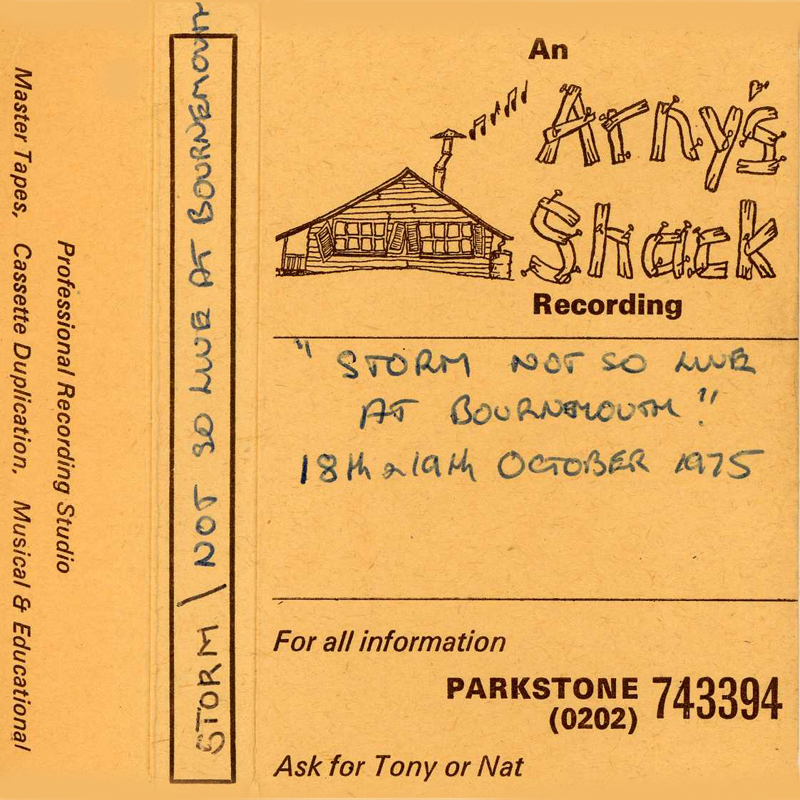 An
Arny's
Shack
Recording
"STORM NOT SO LIVE
AT BOURNEMOUTH"
18th & 19th OCTOBER 1975
For all information
PARKSTONE 743394
(0202)
Ask for Tony or Nat
STORM \ NOT SO LIVE AT BOURNEMOUTH
Professional Recording Studio
Master Tapes, Cassette Duplication, Musical & Educational